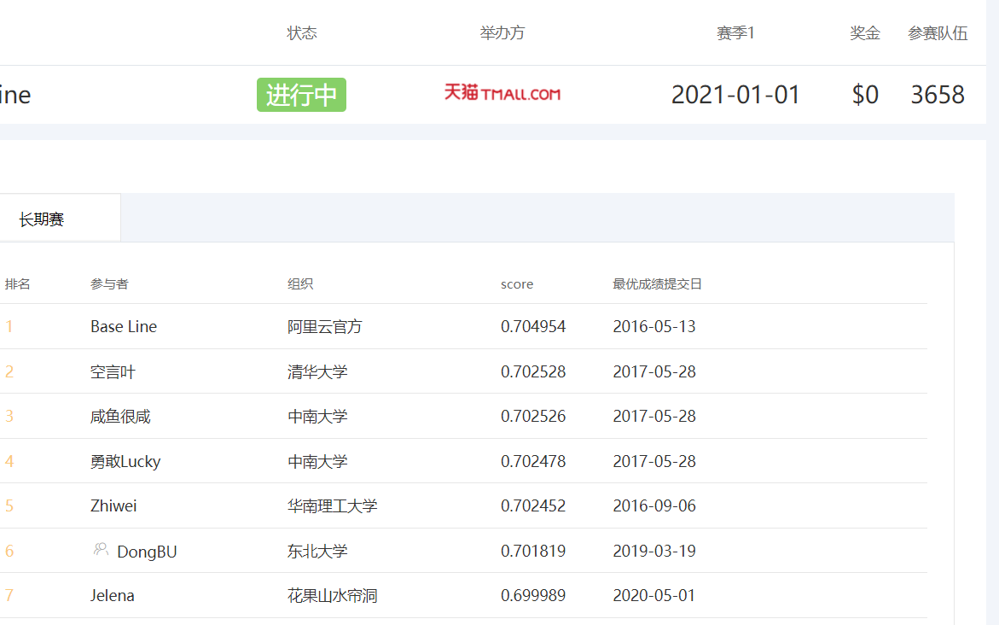 状态 举办方 赛季1 奖金 参赛队伍
ine 进行中 天猫 TMALL.COM 2021-01-01 $0 3658
长期赛
排名 参与者 组织 score 最优成绩提交日
1 Base Line 阿里云官方 0.704954 2016-05-13
2 空言叶 清华大学 0.702528 2017-05-28
3 咸鱼很咸 中南大学 0.702526 2017-05-28
4 勇敢Lucky 中南大学 0.702478 2017-05-28
5 Zhiwei 华南理工大学 0.702452 2016-09-06
6 DongBU 东北大学 0.701819 2019-03-19
7 Jelena 花果山水帘洞 0.699989 2020-05-01